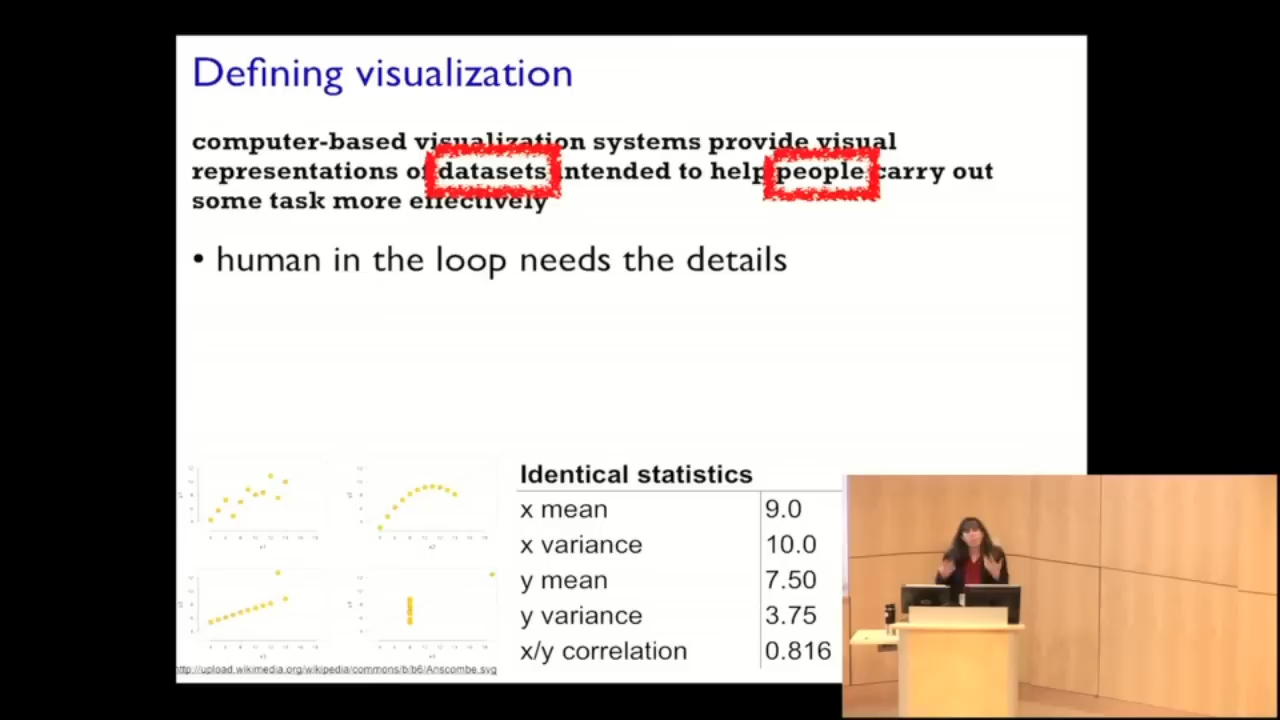 Defining visualization
computer-based visualization systems provide visual
representations of datasets intended to help people carry out
some task more effectively
• human in the loop needs the details
Identical statistics
x mean 9.0
x variance 10.0
y mean 7.50
y variance 3.75
x/y correlation 0.816
http://upload.wikimedia.org/wikipedia/commons/b/b6/Anscombe.svg